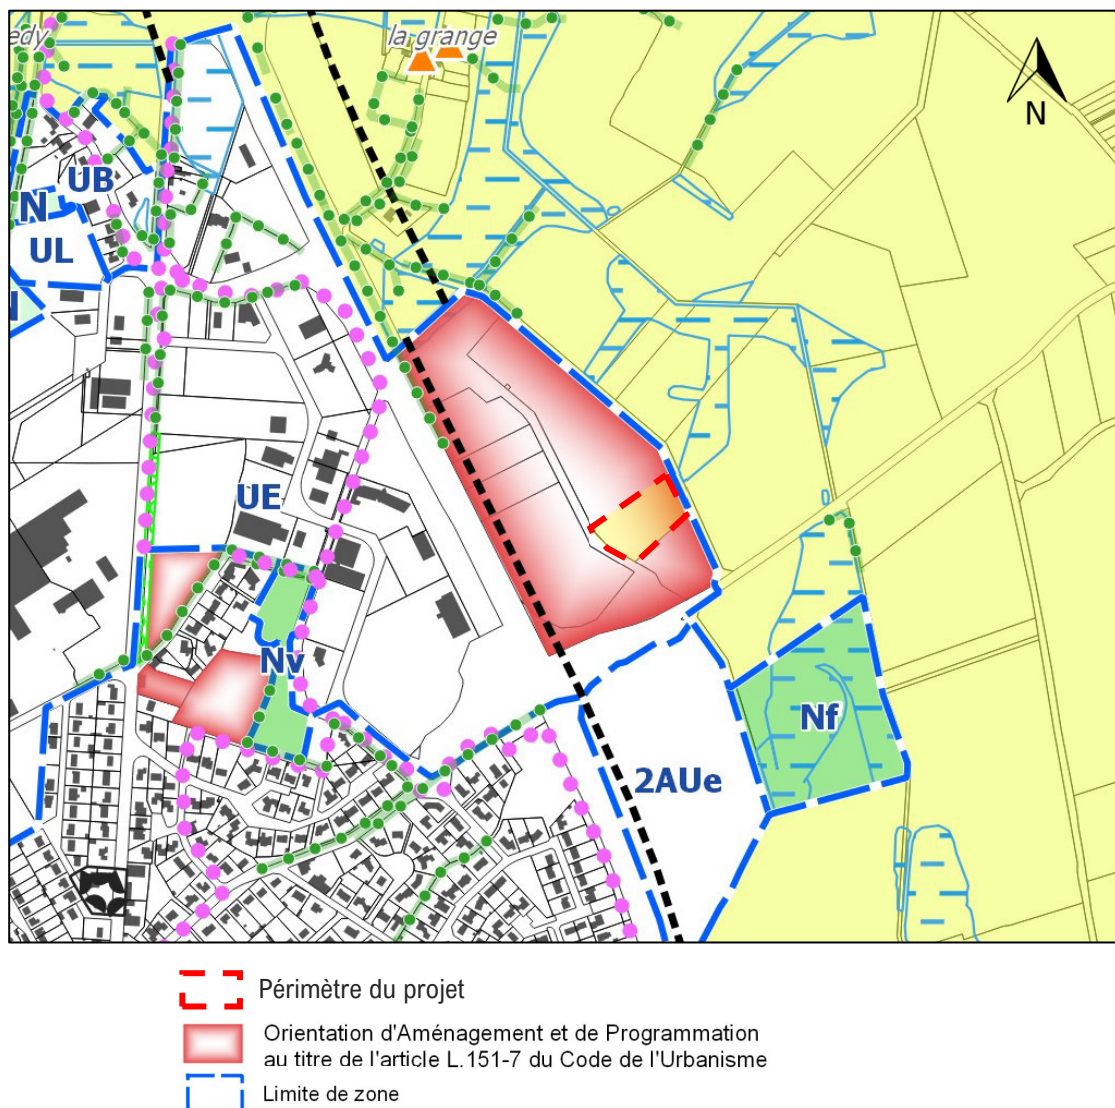 edy
la grange
N
UB
N
UL
UE
Nv
Nf
2AUe
Périmètre du projet
Orientation d'Aménagement et de Programmation
au titre de l'article L.151-7 du Code de l'Urbanisme
Limite de zone